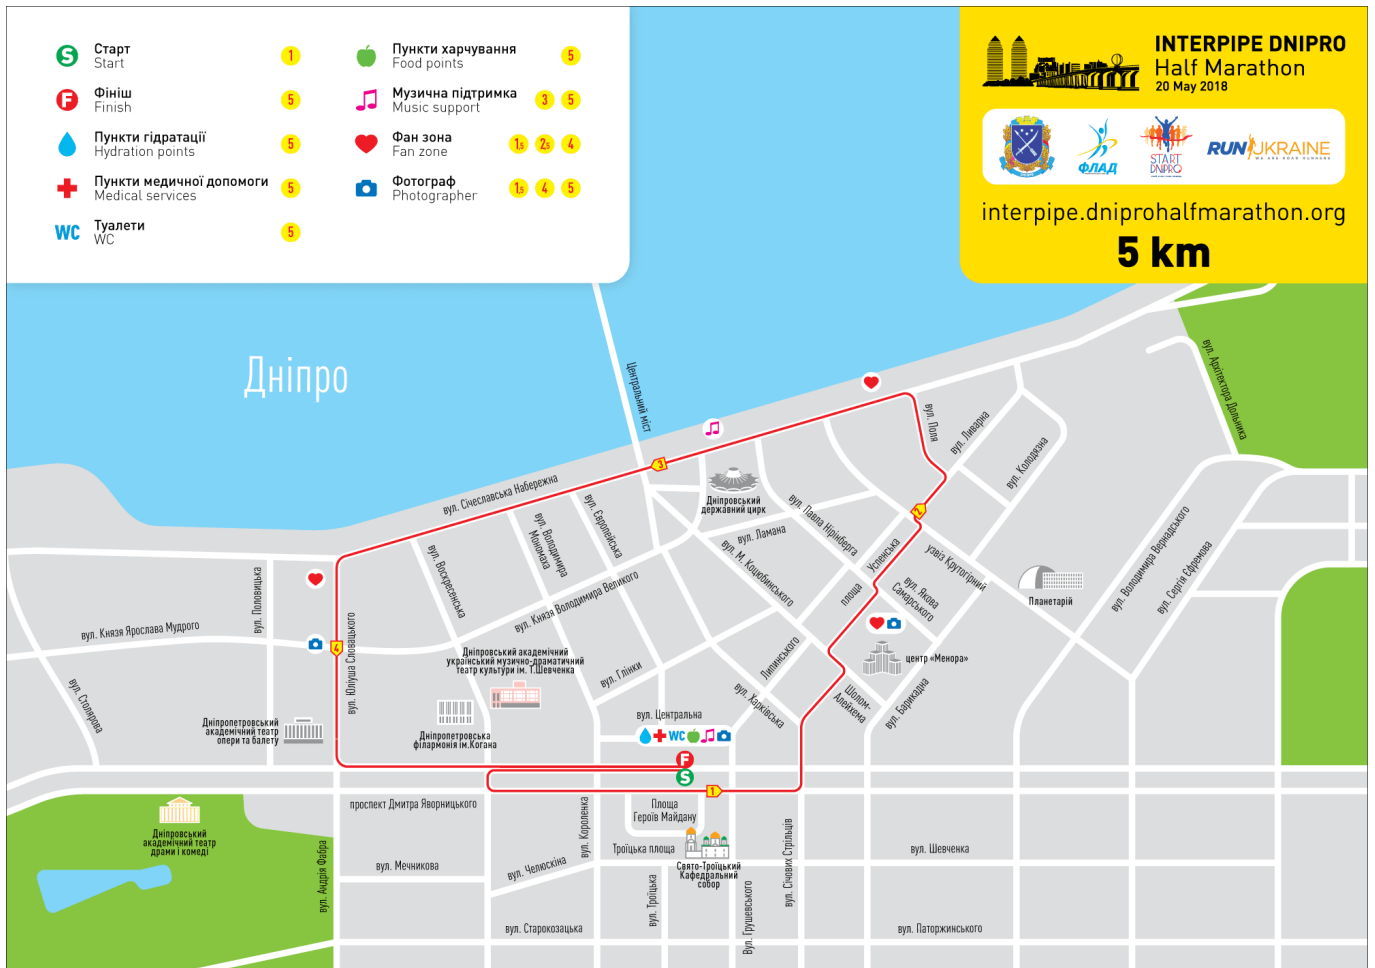 Старт
Start
1
Фініш
Finish
5
Пункти гідратації
Hydration points
5
Пункти медичної допомоги
Medical services
5
WC
Туалети
WC
5
Пункти харчування
Food points
5
Музична підтримка
Music support
3 5
Фан зона
Fan zone
1,5 2,5 4
Фотограф
Photographer
1,5 4 5
INTERPIPE DNIPRO
Half Marathon
20 May 2018
ФЛАД
START
DNIPRO
RUN UKRAINE
WE ARE ROAD RUNNERS
interpipe.dniprohalfmarathon.org
5 km
Дніпро
Центральний міст
вул. Архітектора Дольника
вул. Поля
вул. Ливарна
вул. Колодязна
3
вул. Січеславська Набережна
вул. Європейська
вул. Володимира
Мономаха
вул. Воскресенська
Дніпровський
державний цирк
вул. Павла Нірінберга
вул. Ламана
вул. М. Коцюбинського
2
Успенська
площа
узвіз Крутогірний
вул. Якова
Самарського
Планетарій
вул. Володимира Вернадського
вул. Сергія Єфремова
вул. Половицька
вул. Князя Ярослава Мудрого
вул. Князя Володимира Великого
4
вул. Юліуша Словацького
вул. Столярова
Дніпровський академічний
український музично-драматичний
театр культури ім. Т.Шевченка
вул. Глінки
Липинського
вул. Харківська
Шолом-
Алейхема
вул. Барикадна
центр «Менора»
Дніпропетровський
академічний театр
опери та балету
Дніпропетровська
філармонія ім.Когана
вул. Центральна
WC
F
S
1
проспект Дмитра Яворницького
Площа
Героїв Майдану
Троїцька площа
вул. Короленка
Дніпровський
академічний театр
драми і комедії
вул. Андрія Фабра
вул. Мечникова
вул. Челюскіна
вул. Старокозацька
вул. Троїцька
Свято-Троїцький
Кафедральний
собор
вул. Грушевського
вул. Січових Стрільців
вул. Шевченка
вул. Паторжинського